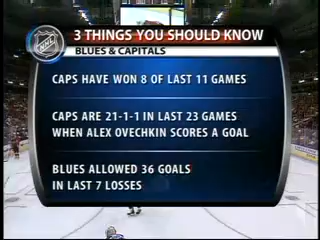 NHL
3 THINGS YOU SHOULD KNOW
BLUES & CAPITALS
CAPS HAVE WON 8 OF LAST 11 GAMES
CAPS ARE 21-1-1 IN LAST 23 GAMES
WHEN ALEX OVECHKIN SCORES A GOAL
BLUES ALLOWED 36 GOALS
IN LAST 7 LOSSES